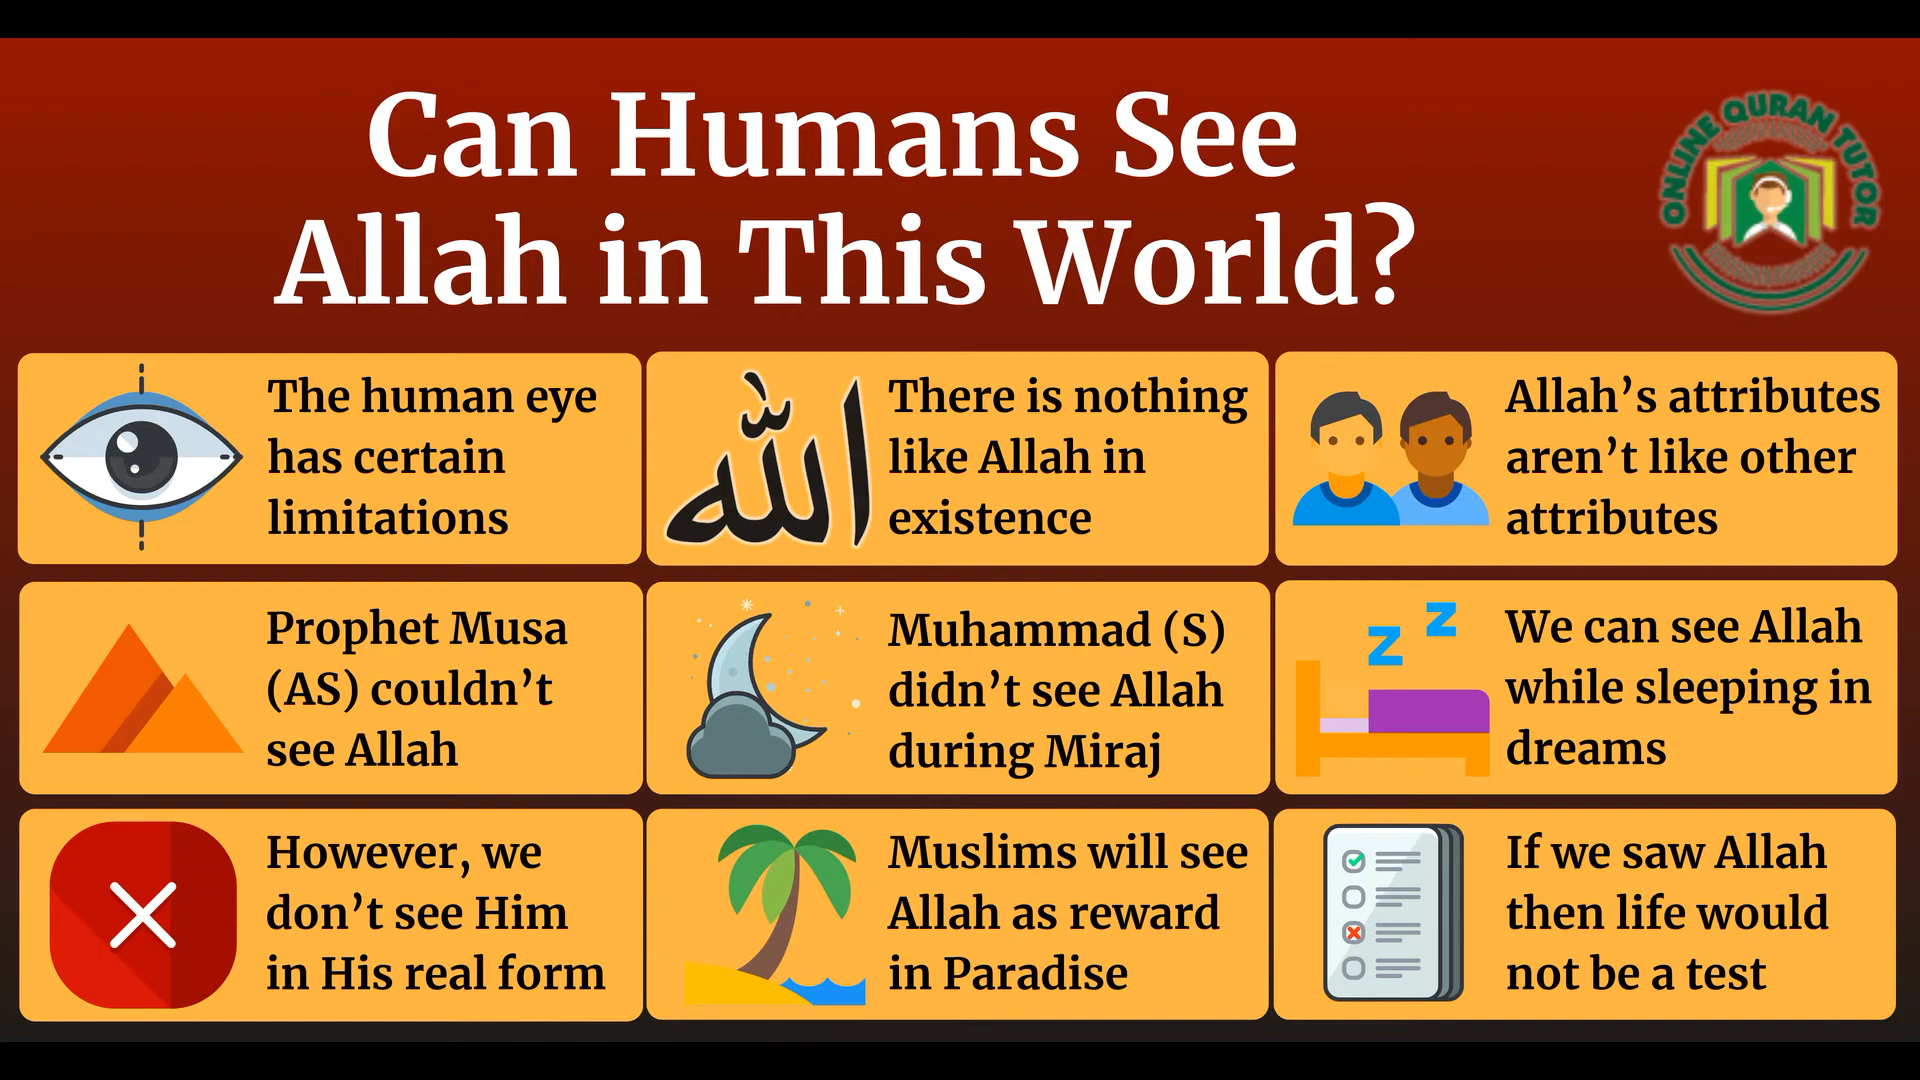 Can Humans See
Allah in This World?
ONLINE QURAN TUTOR
The human eye
has certain
limitations
الله
There is nothing
like Allah in
existence
Allah’s attributes
aren’t like other
attributes
Prophet Musa
(AS) couldn’t
see Allah
Muhammad (S)
didn’t see Allah
during Miraj
z z
We can see Allah
while sleeping in
dreams
However, we
don’t see Him
in His real form
Muslims will see
Allah as reward
in Paradise
If we saw Allah
then life would
not be a test